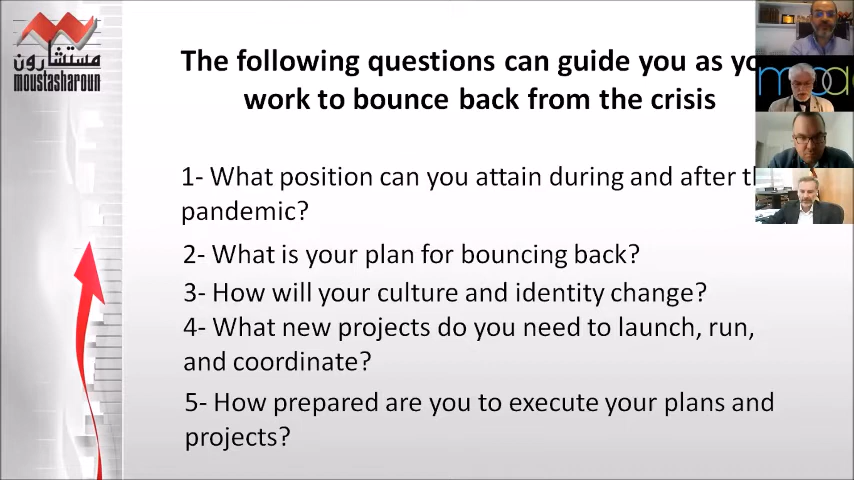 مستشارون
moustasharoun
The following questions can guide you as yo
work to bounce back from the crisis
1- What position can you attain during and after t
pandemic?
2- What is your plan for bouncing back?
3- How will your culture and identity change?
4- What new projects do you need to launch, run,
and coordinate?
5- How prepared are you to execute your plans and
projects?